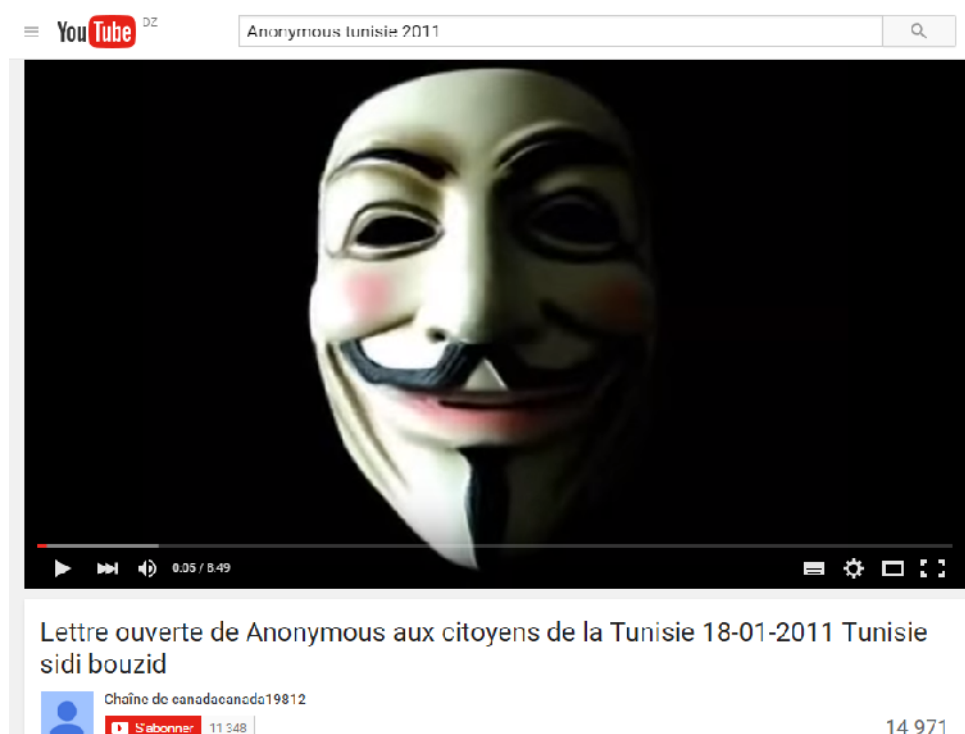 YouTube DZ
Anonymous tunisie 2011
0:05 / 8:49
Lettre ouverte de Anonymous aux citoyens de la Tunisie 18-01-2011 Tunisie
sidi bouzid
Chaîne de canadacanada19812
S'abonner 11 348
14 971